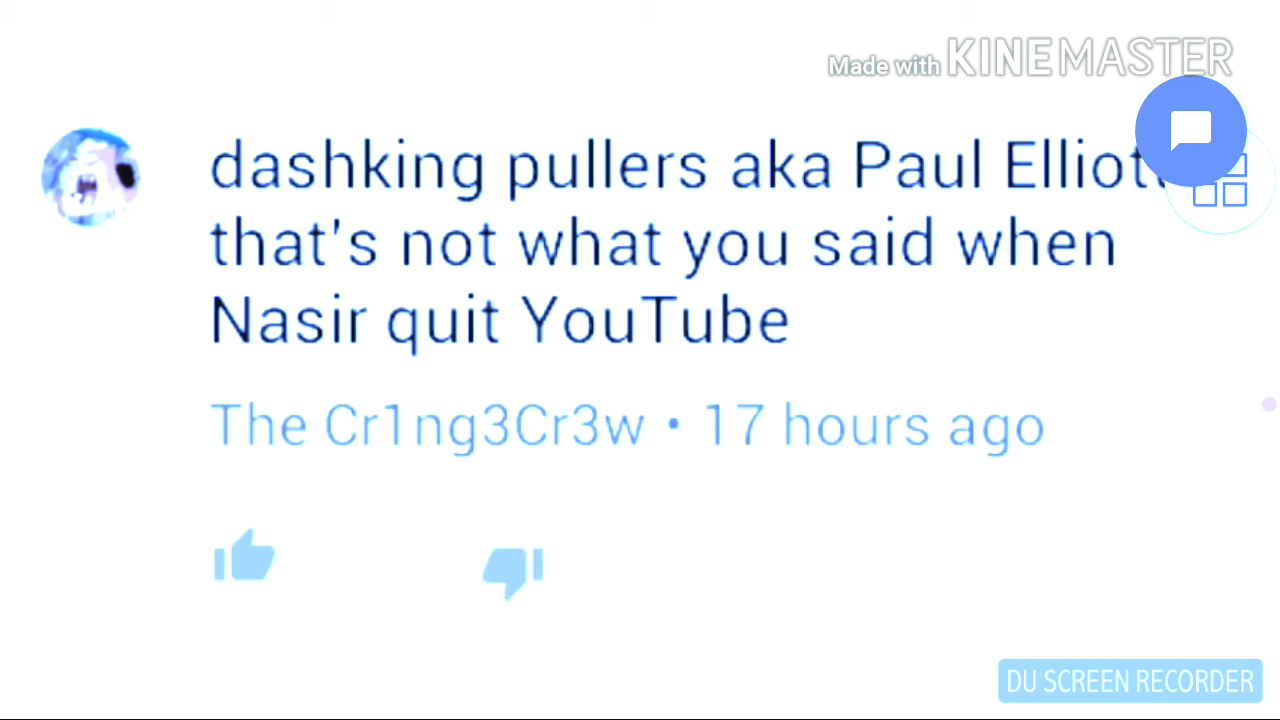 Made with KINEMASTER
dashking pullers aka Paul Elliott
that's not what you said when
Nasir quit YouTube
The Cr1ng3Cr3w • 17 hours ago
DU SCREEN RECORDER